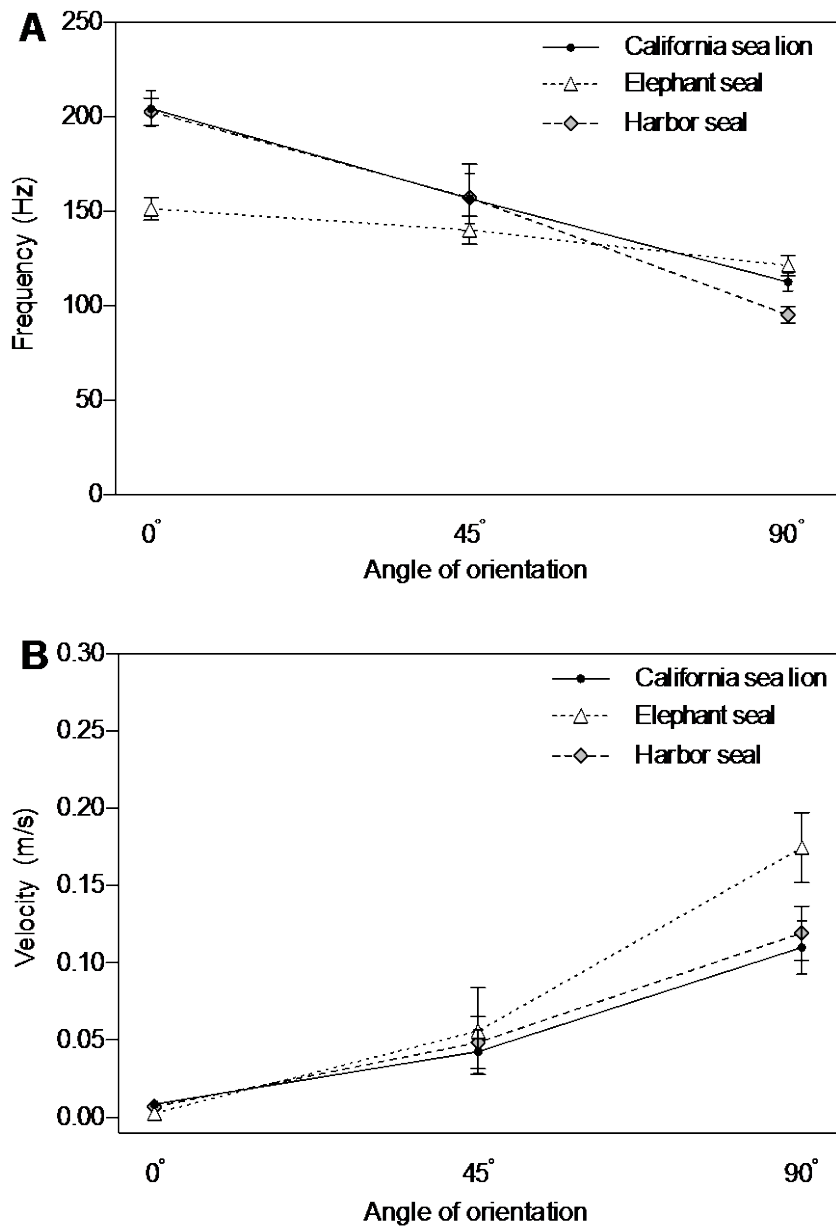 A
250
200
150
100
50
0
Frequency (Hz)
California sea lion
Elephant seal
Harbor seal
0°
45°
90°
Angle of orientation
B
0.30
0.25
0.20
0.15
0.10
0.05
0.00
Velocity (m/s)
California sea lion
Elephant seal
Harbor seal
0°
45°
90°
Angle of orientation